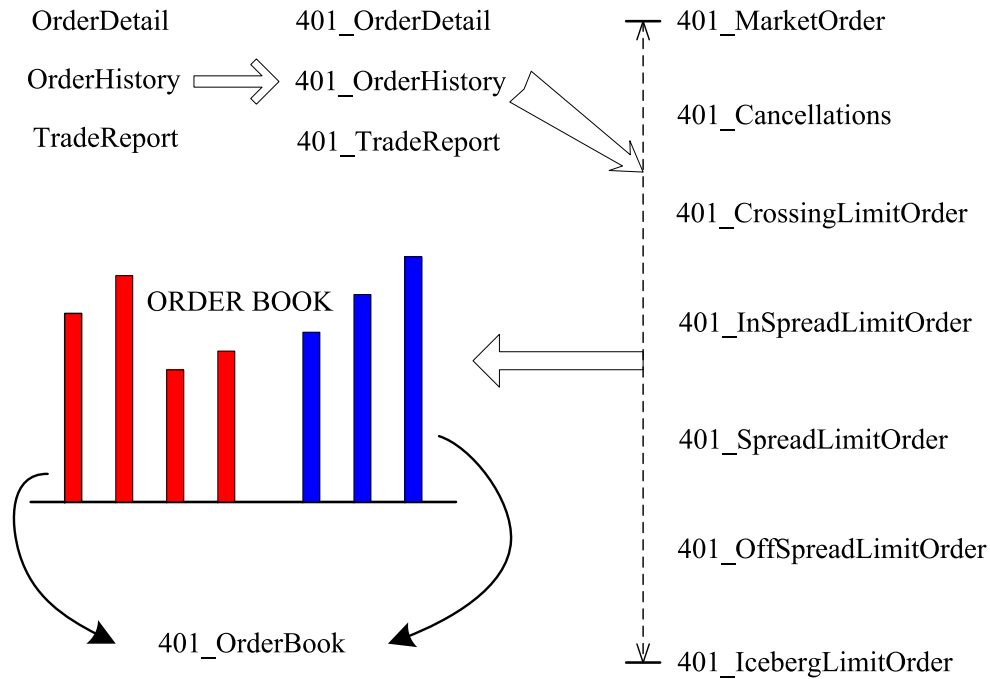 OrderDetail
OrderHistory
TradeReport
401_OrderDetail
401_OrderHistory
401_TradeReport
401_MarketOrder
401_Cancellations
401_CrossingLimitOrder
401_InSpreadLimitOrder
401_SpreadLimitOrder
401_OffSpreadLimitOrder
401_IcebergLimitOrder
ORDER BOOK
401_OrderBook